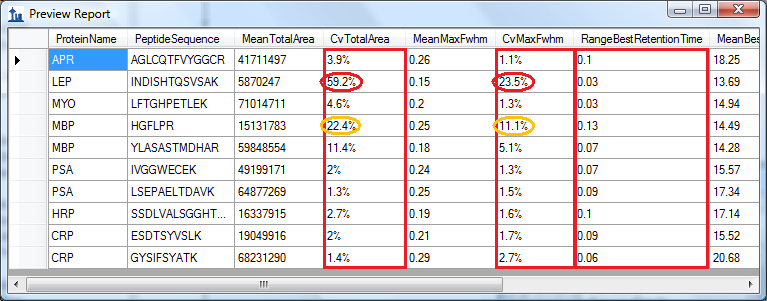 Preview Report
ProteinName PeptideSequence MeanTotalArea CvTotalArea MeanMaxFwhm CvMaxFwhm RangeBestRetentionTime MeanBes
APR AGLCQTFVYGGCR 41711497 3.9% 0.26 1.1% 0.1 18.25
LEP INDISHTQSVSAK 5870247 59.2% 0.15 23.5% 0.03 13.69
MYO LFTGHPETLEK 71014711 4.6% 0.2 1.3% 0.03 14.94
MBP HGFLPR 15131783 22.4% 0.25 11.1% 0.13 14.49
MBP YLASASTMDHAR 59848554 11.4% 0.18 5.1% 0.07 14.28
PSA IVGGWECEK 49199171 2% 0.24 1.3% 0.07 15.57
PSA LSEPAELTDAVK 64877269 1.3% 0.25 1.5% 0.09 17.34
HRP SSDLVALSGGHT... 16337915 2.7% 0.19 1.6% 0.1 17.14
CRP ESDTSYVSLK 19049916 2% 0.21 1.7% 0.09 15.52
CRP GYSIFSYATK 68231290 1.4% 0.29 2.7% 0.06 20.68